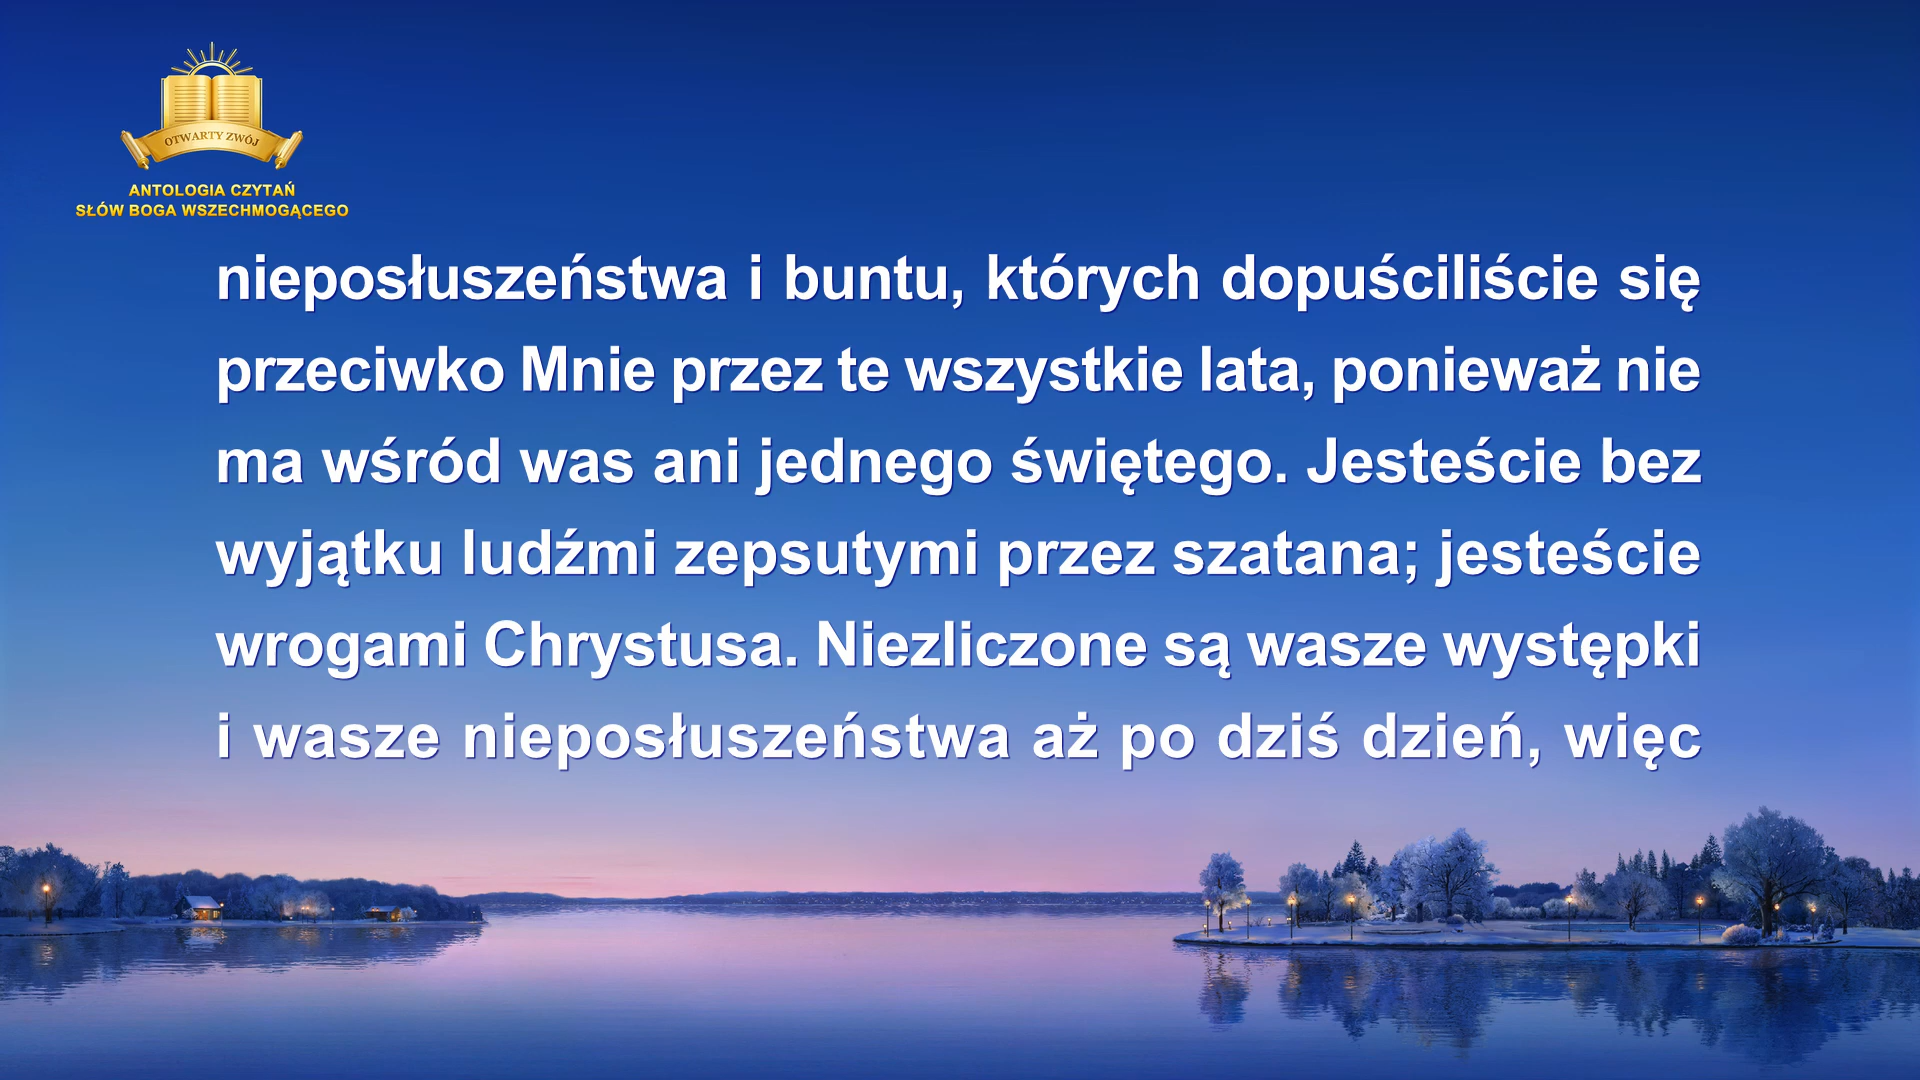 OTWARTY ZWÓJ
ANTOLOGIA CZYTAŃ
SŁÓW BOGA WSZECHMOGĄCEGO
nieposłuszeństwa i buntu, których dopuściliście się
przeciwko Mnie przez te wszystkie lata, ponieważ nie
ma wśród was ani jednego świętego. Jesteście bez
wyjątku ludźmi zepsutymi przez szatana; jesteście
wrogami Chrystusa. Niezliczone są wasze występki
i wasze nieposłuszeństwa aż po dziś dzień, więc